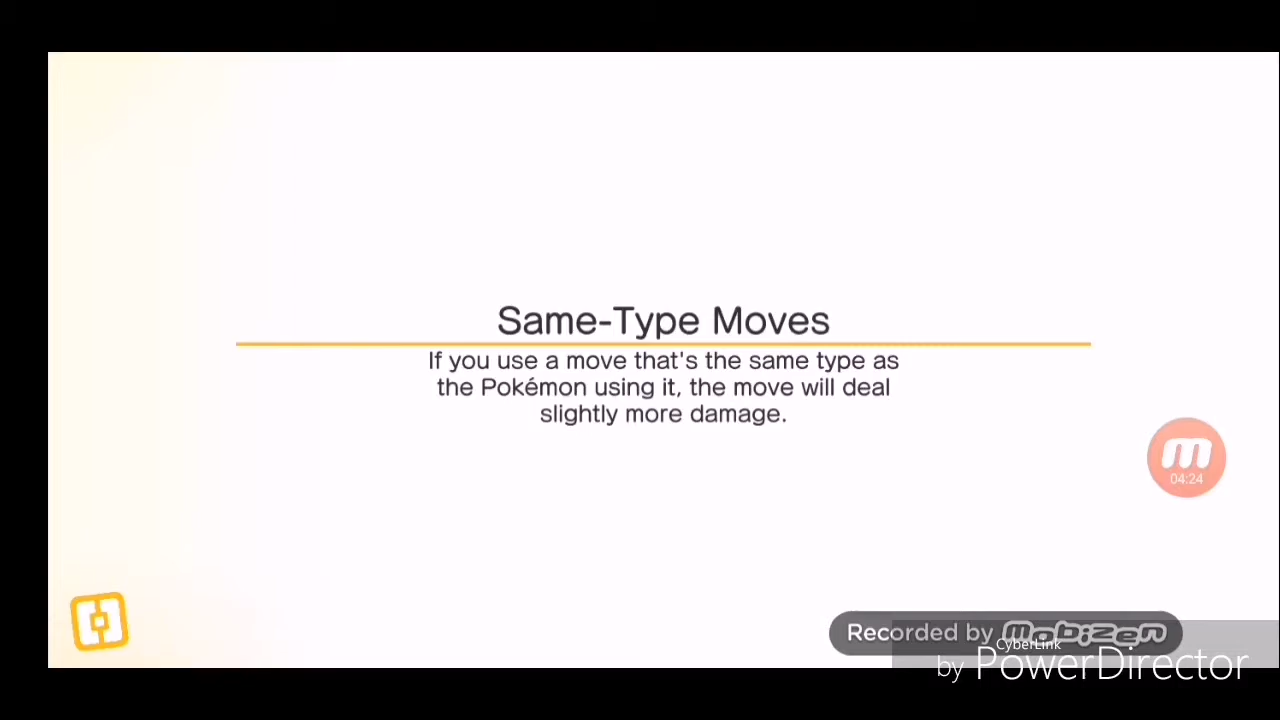 Same-Type Moves
If you use a move that's the same type as
the Pokémon using it, the move will deal
slightly more damage.
m
04:24
Recorded by mobizen
CyberLink
by PowerDirector